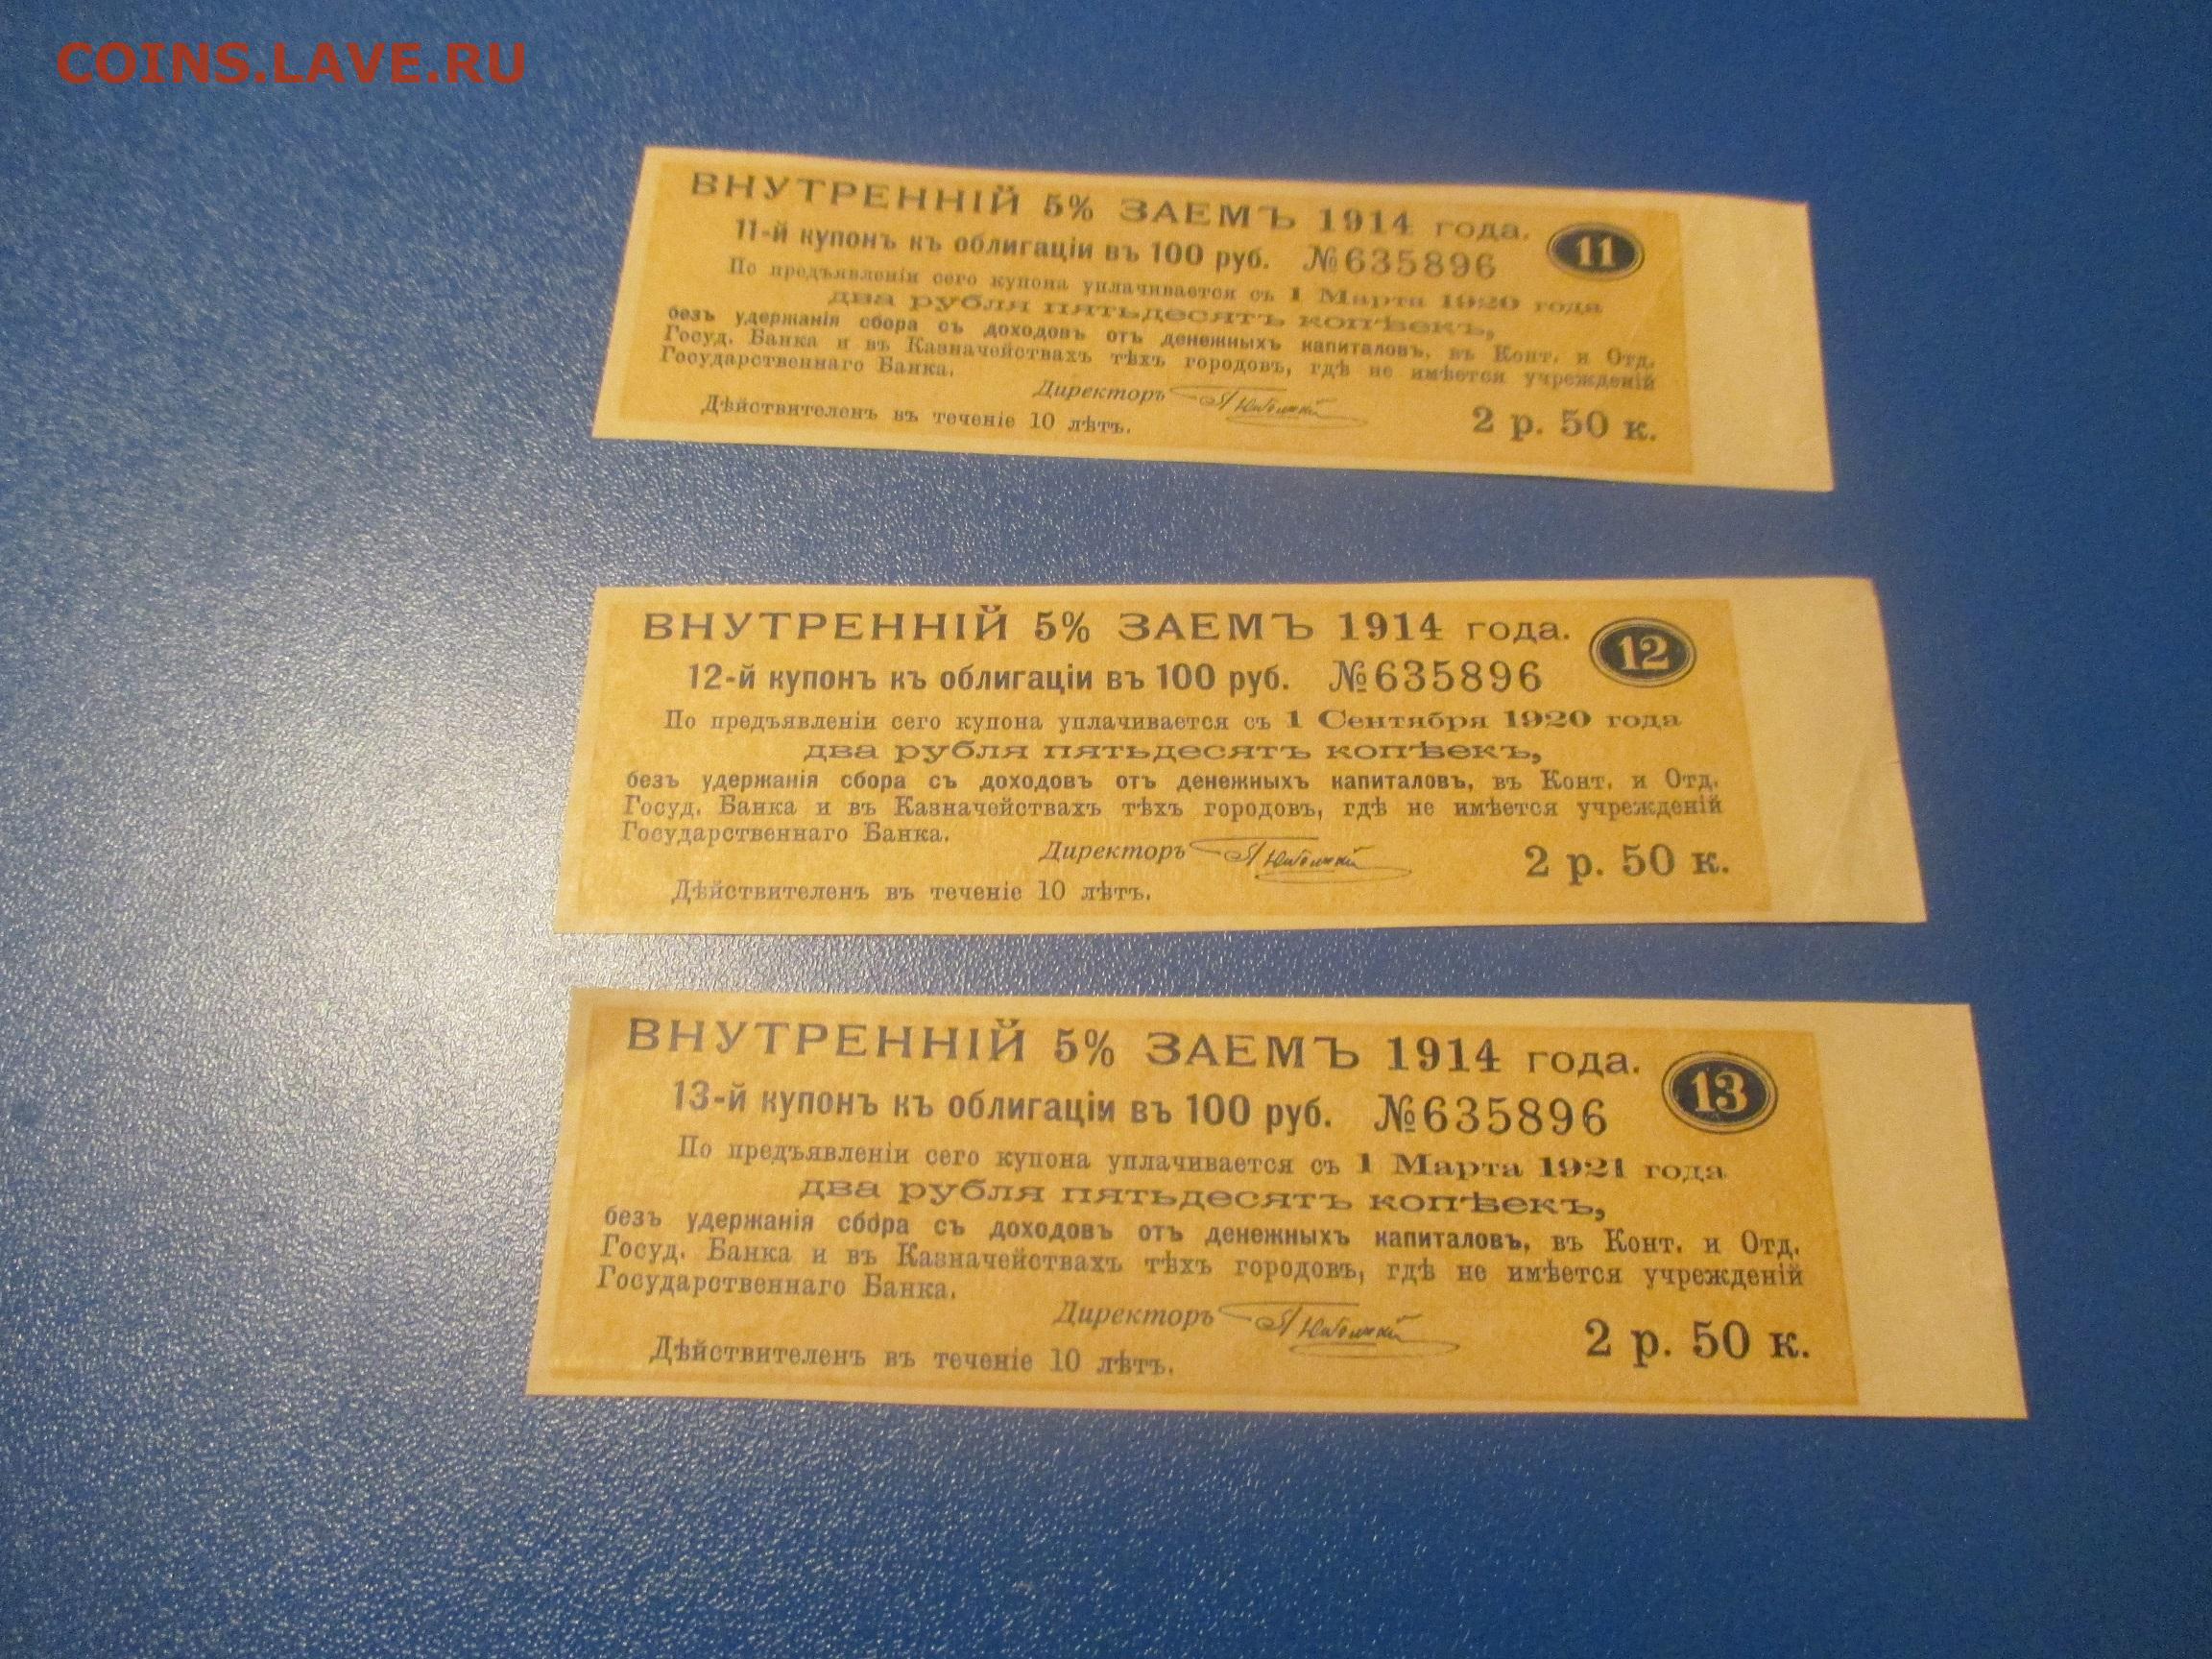 COINS.LAVE.RU
ВНУТРЕННІЙ 5% ЗАЕМЪ 1914 года.
11
11-й купонъ къ облигаціи въ 100 руб. №635896
По предъявленіи сего купона уплачивается съ 1 Марта 1920 года
два рубля пятьдесятъ копѣекъ,
безъ удержанія сбора съ доходовъ отъ денежныхъ капиталовъ, въ Конт. и Отд.
Госуд. Банка и въ Казначействахъ тѣхъ городовъ, гдѣ не имѣется учрежденій
Государственнаго Банка.
Директоръ
Дѣйствителенъ въ теченіе 10 лѣтъ.
2 р. 50 к.
ВНУТРЕННІЙ 5% ЗАЕМЪ 1914 года.
12
12-й купонъ къ облигаціи въ 100 руб. №635896
По предъявленіи сего купона уплачивается съ 1 Сентября 1920 года
два рубля пятьдесятъ копѣекъ,
безъ удержанія сбора съ доходовъ отъ денежныхъ капиталовъ, въ Конт. и Отд.
Госуд. Банка и въ Казначействахъ тѣхъ городовъ, гдѣ не имѣется учрежденій
Государственнаго Банка.
Директоръ
2 р. 50 к.
Дѣйствителенъ въ теченіе 10 лѣтъ.
ВНУТРЕННІЙ 5% ЗАЕМЪ 1914 года.
13
13-й купонъ къ облигаціи въ 100 руб. №635896
По предъявленіи сего купона уплачивается съ 1 Марта 1921 года
два рубля пятьдесятъ копѣекъ,
безъ удержанія сбора съ доходовъ отъ денежныхъ капиталовъ, въ Конт. и Отд.
Госуд. Банка и въ Казначействахъ тѣхъ городовъ, гдѣ не имѣется учрежденій
Государственнаго Банка.
Директоръ
2 р. 50 к.
Дѣйствителенъ въ теченіе 10 лѣтъ.